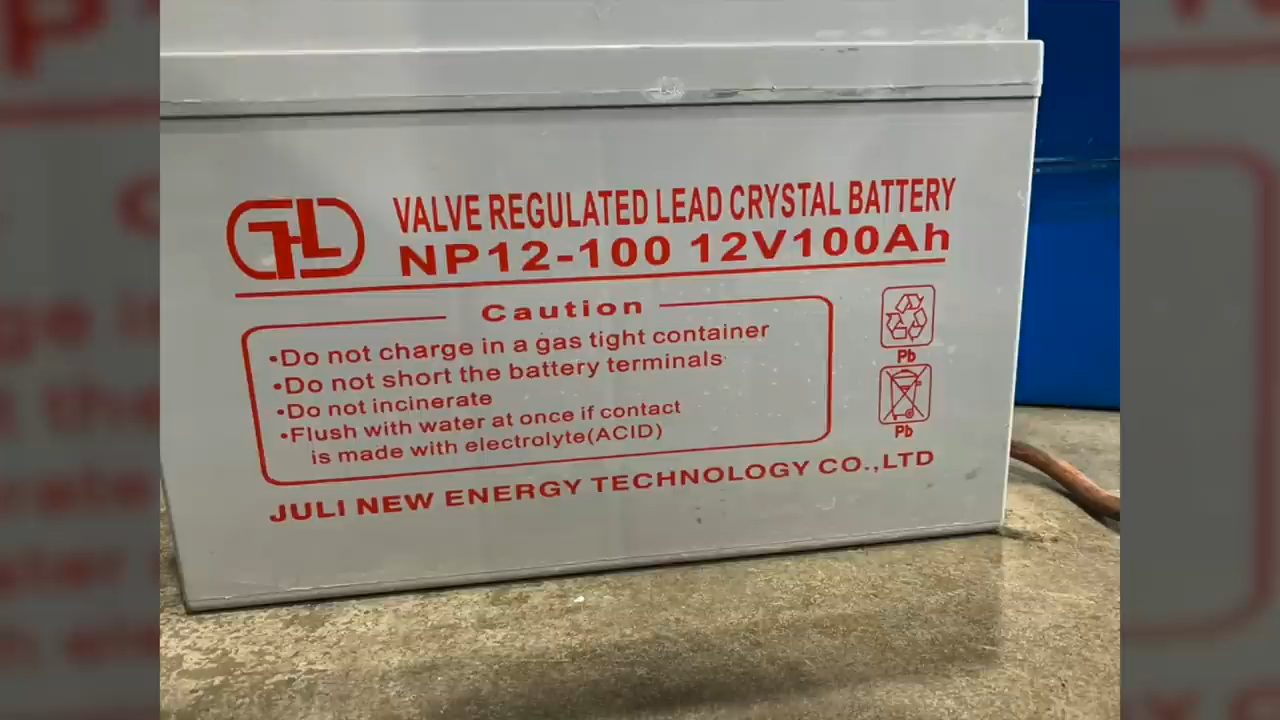 VALVE REGULATED LEAD CRYSTAL BATTERY
NP12-100 12V100Ah
Caution
•Do not charge in a gas tight container
•Do not short the battery terminals
•Do not incinerate
•Flush with water at once if contact
is made with electrolyte(ACID)
Pb
Pb
JULI NEW ENERGY TECHNOLOGY CO.,LTD